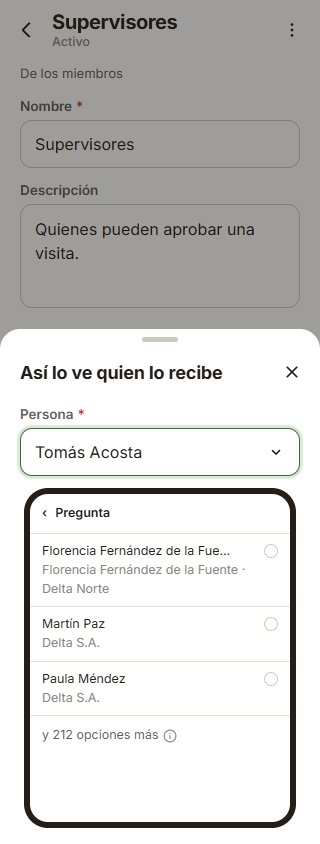 Supervisores
Activo
De los miembros
Nombre *
Supervisores
Descripción
Quienes pueden aprobar una
visita.
Así lo ve quien lo recibe
Persona *
Tomás Acosta
‹ Pregunta
Florencia Fernández de la Fue...
Florencia Fernández de la Fuente ·
Delta Norte
Martín Paz
Delta S.A.
Paula Méndez
Delta S.A.
y 212 opciones más